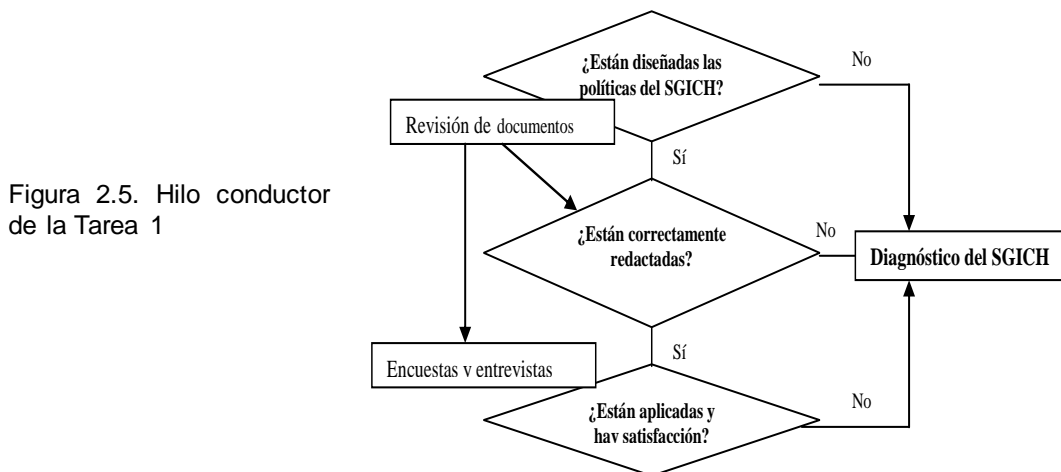 ¿Están diseñadas las
políticas del SGICH?
No
Revisión de documentos
Sí
Figura 2.5. Hilo conductor
de la Tarea 1
¿Están correctamente
redactadas?
No
Diagnóstico del SGICH
Sí
Encuestas y entrevistas
¿Están aplicadas y
hay satisfacción?
No